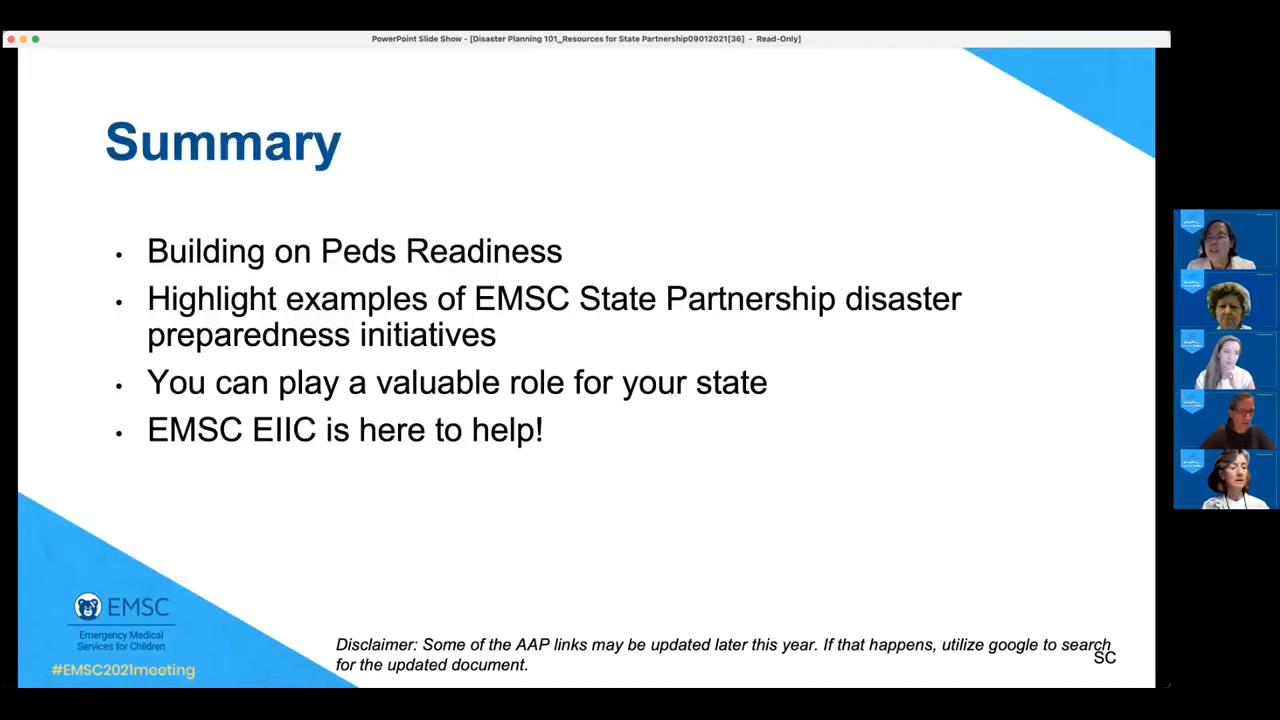 PowerPoint Slide Show - [Disaster Planning 101_Resources for State Partnership09012021[36] - Read-Only]
Summary
• Building on Peds Readiness
• Highlight examples of EMSC State Partnership disaster
preparedness initiatives
• You can play a valuable role for your state
• EMSC EIIC is here to help!
EMSC
Emergency Medical
Services for Children
#EMSC2021meeting
Disclaimer: Some of the AAP links may be updated later this year. If that happens, utilize google to search
for the updated document.
SC